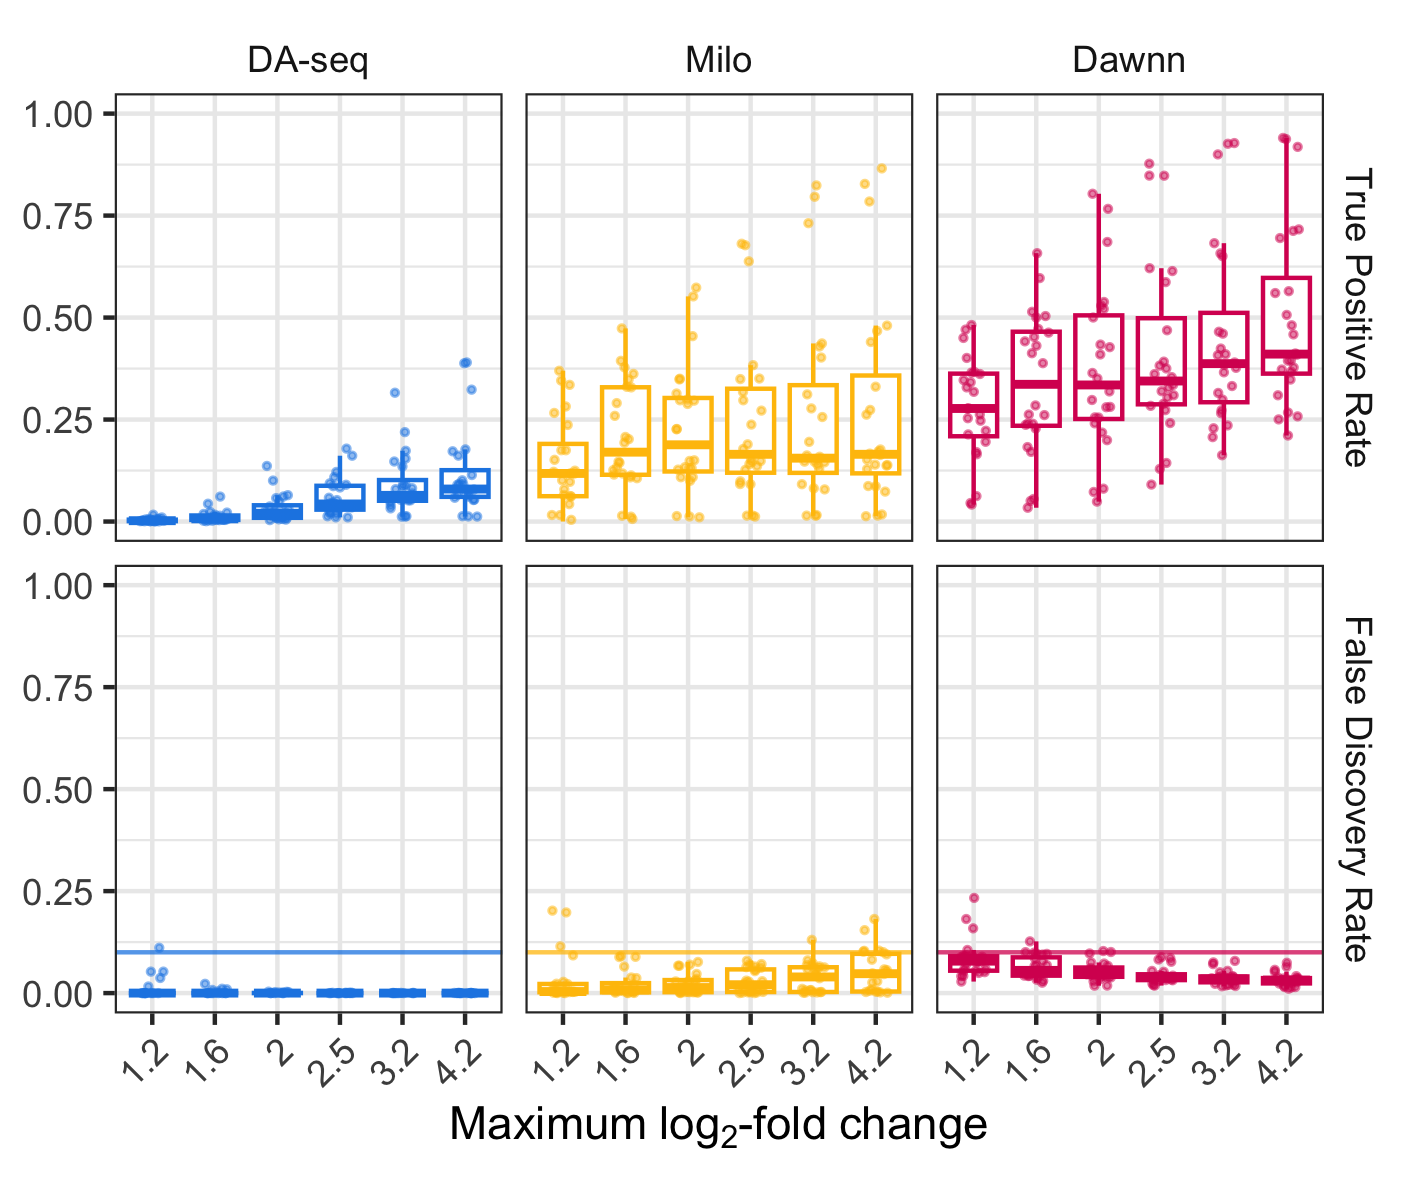 DA-seq Milo Dawnn
1.00
0.75
0.50
0.25
0.00
True Positive Rate
1.00
0.75
0.50
0.25
0.00
False Discovery Rate
1.2 1.6 2 2.5 3.2 4.2 1.2 1.6 2 2.5 3.2 4.2 1.2 1.6 2 2.5 3.2 4.2
Maximum log₂-fold change